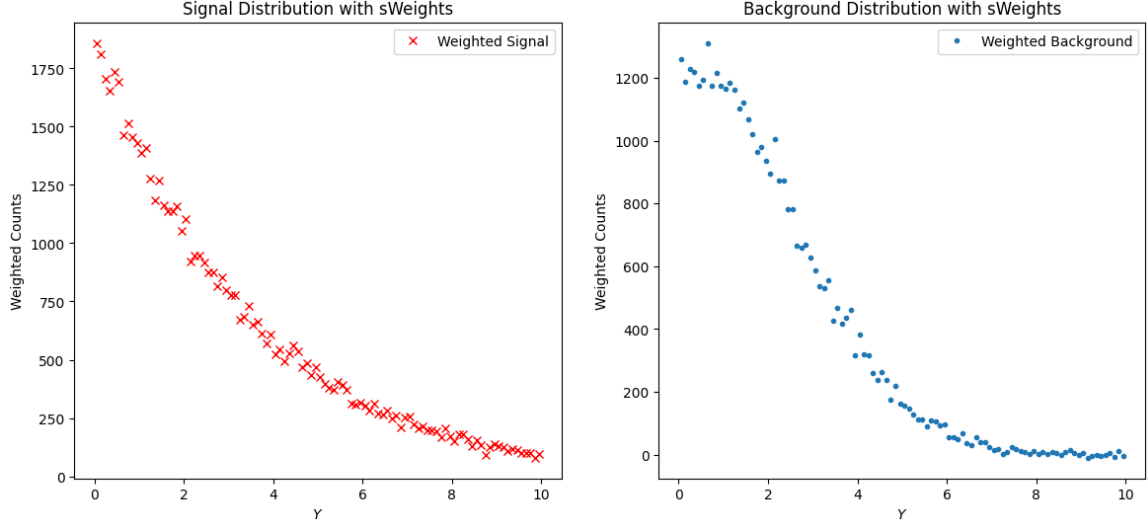 Signal Distribution with sWeights
Weighted Signal
Weighted Counts
1750
1500
1250
1000
750
500
250
0
0 2 4 6 8 10
Y
Background Distribution with sWeights
Weighted Background
Weighted Counts
1200
1000
800
600
400
200
0
0 2 4 6 8 10
Y